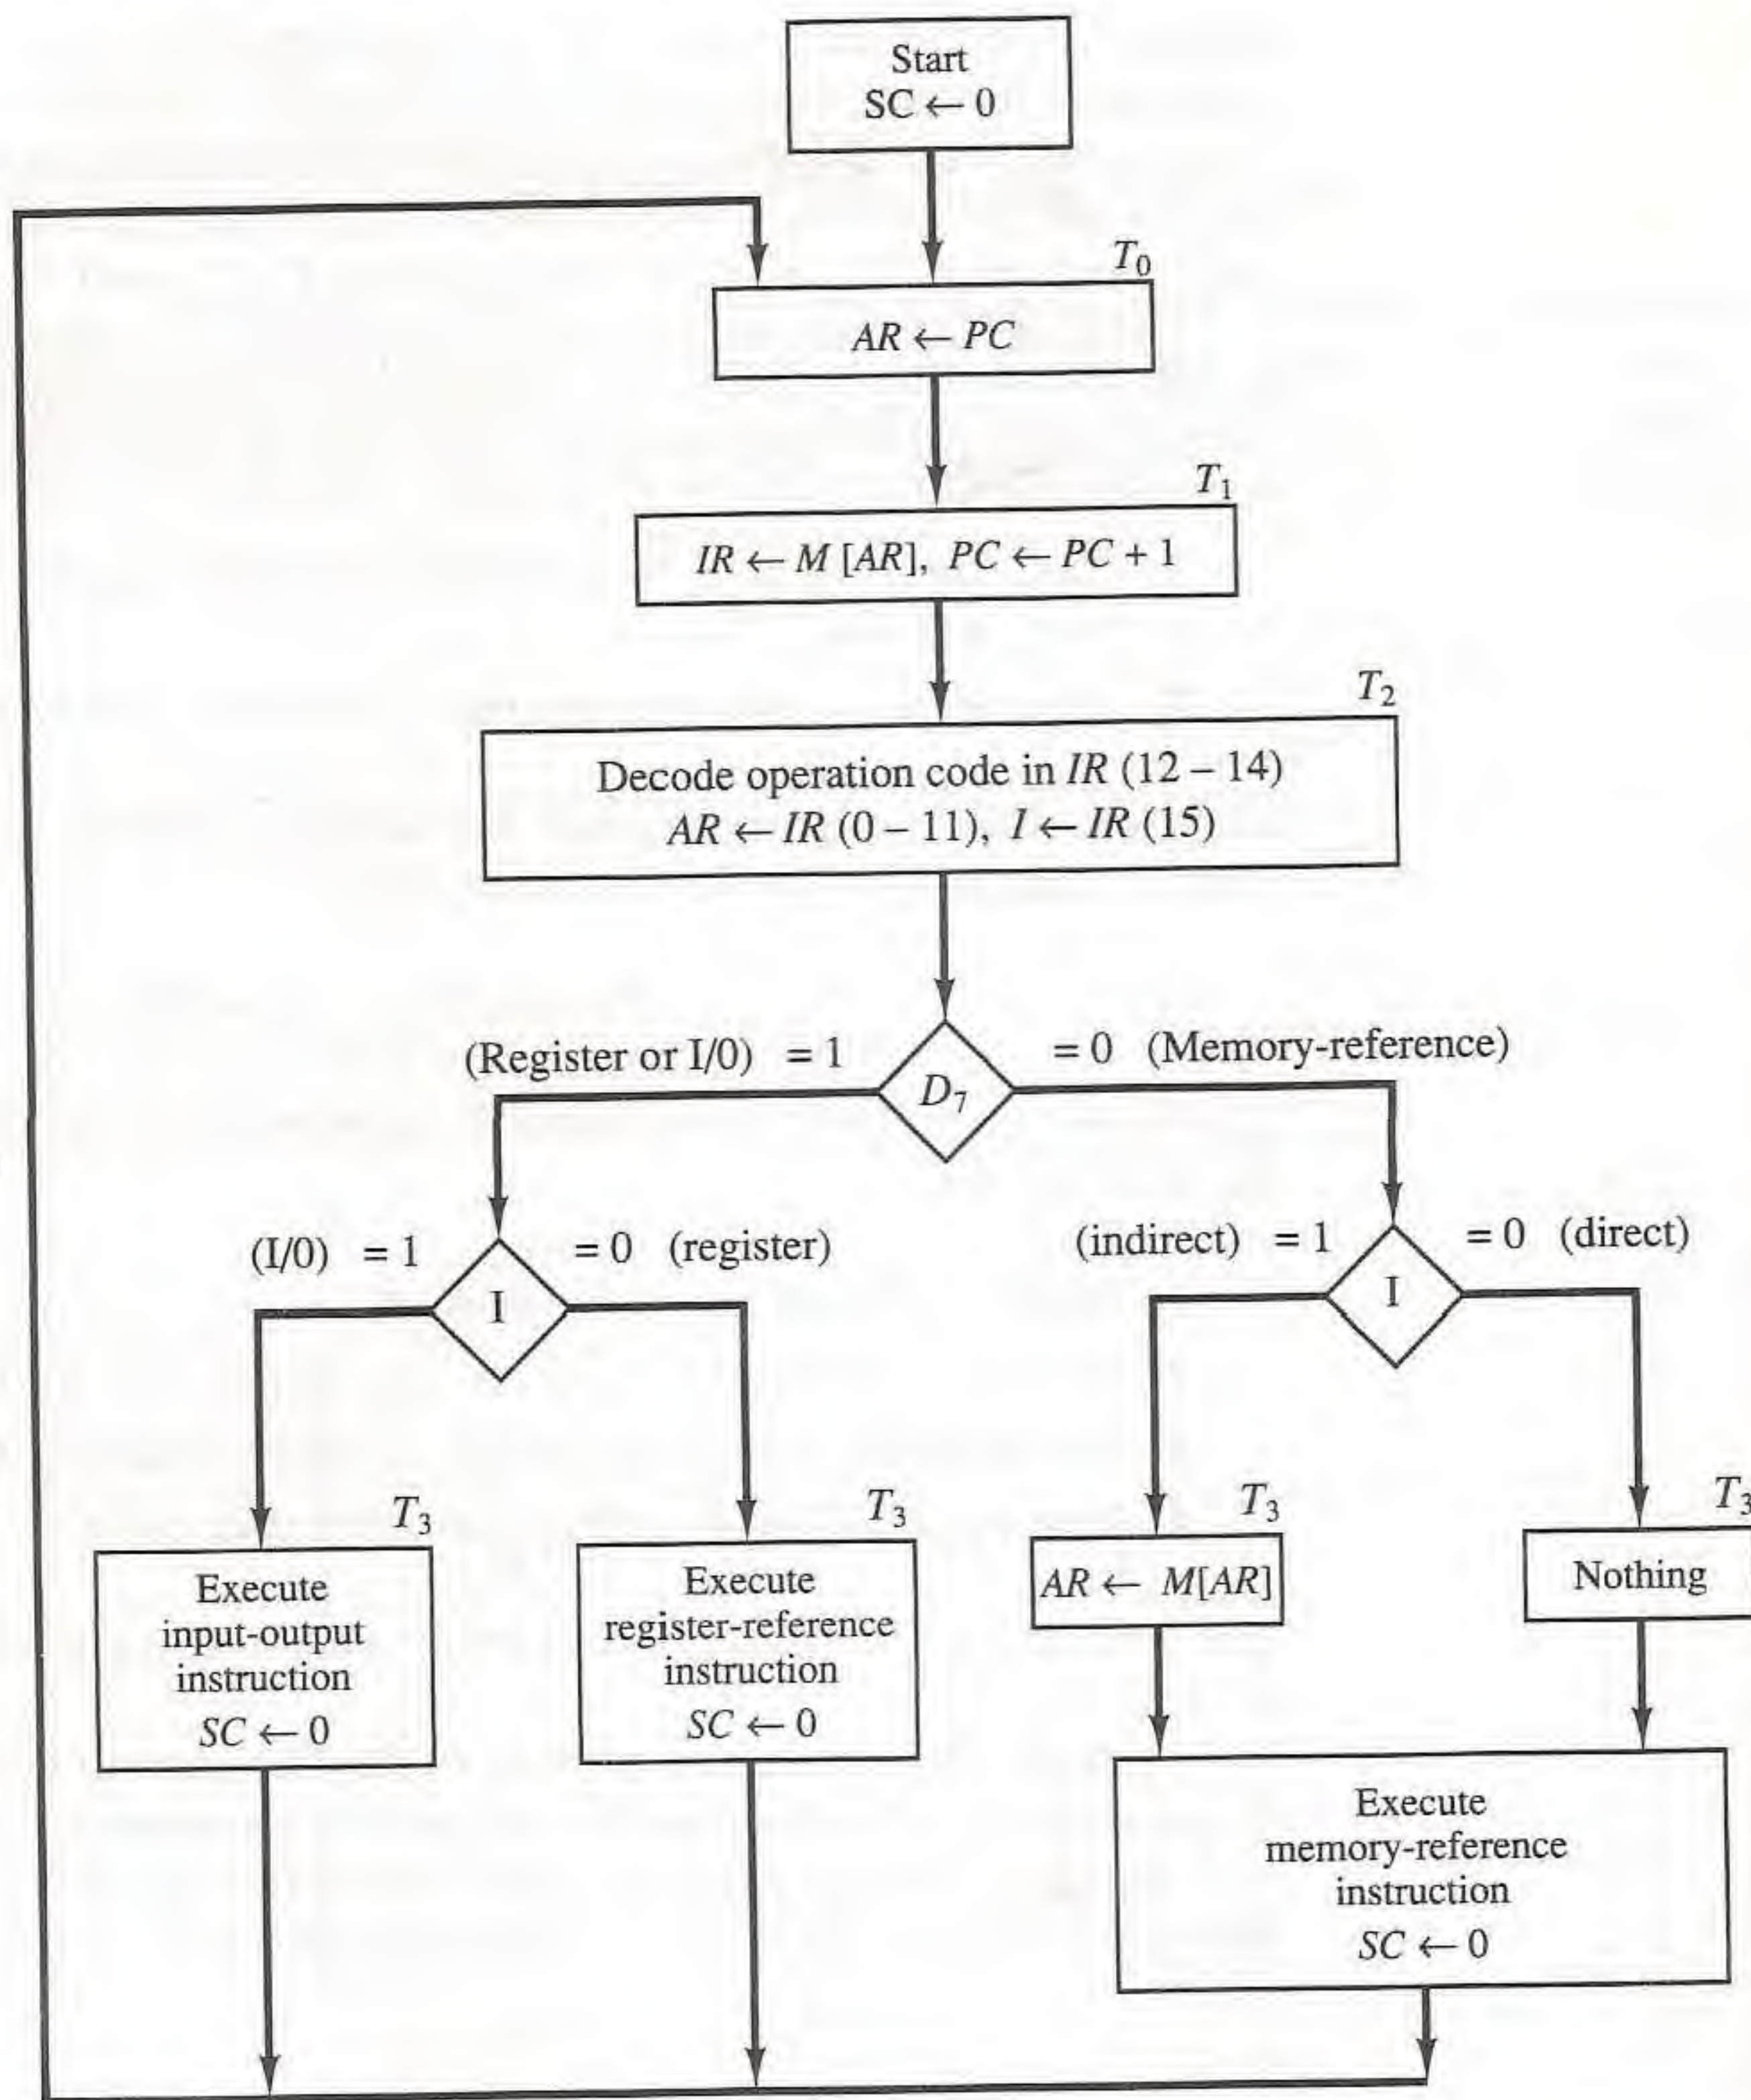 Start
SC ← 0
T₀
AR ← PC
T₁
IR ← M [AR], PC ← PC + 1
T₂
Decode operation code in IR (12 – 14)
AR ← IR (0 – 11), I ← IR (15)
(Register or I/0) = 1
D₇
= 0 (Memory-reference)
(I/0) = 1
I
= 0 (register)
(indirect) = 1
I
= 0 (direct)
T₃
Execute
input-output
instruction
SC ← 0
T₃
Execute
register-reference
instruction
SC ← 0
T₃
AR ← M[AR]
T₃
Nothing
Execute
memory-reference
instruction
SC ← 0